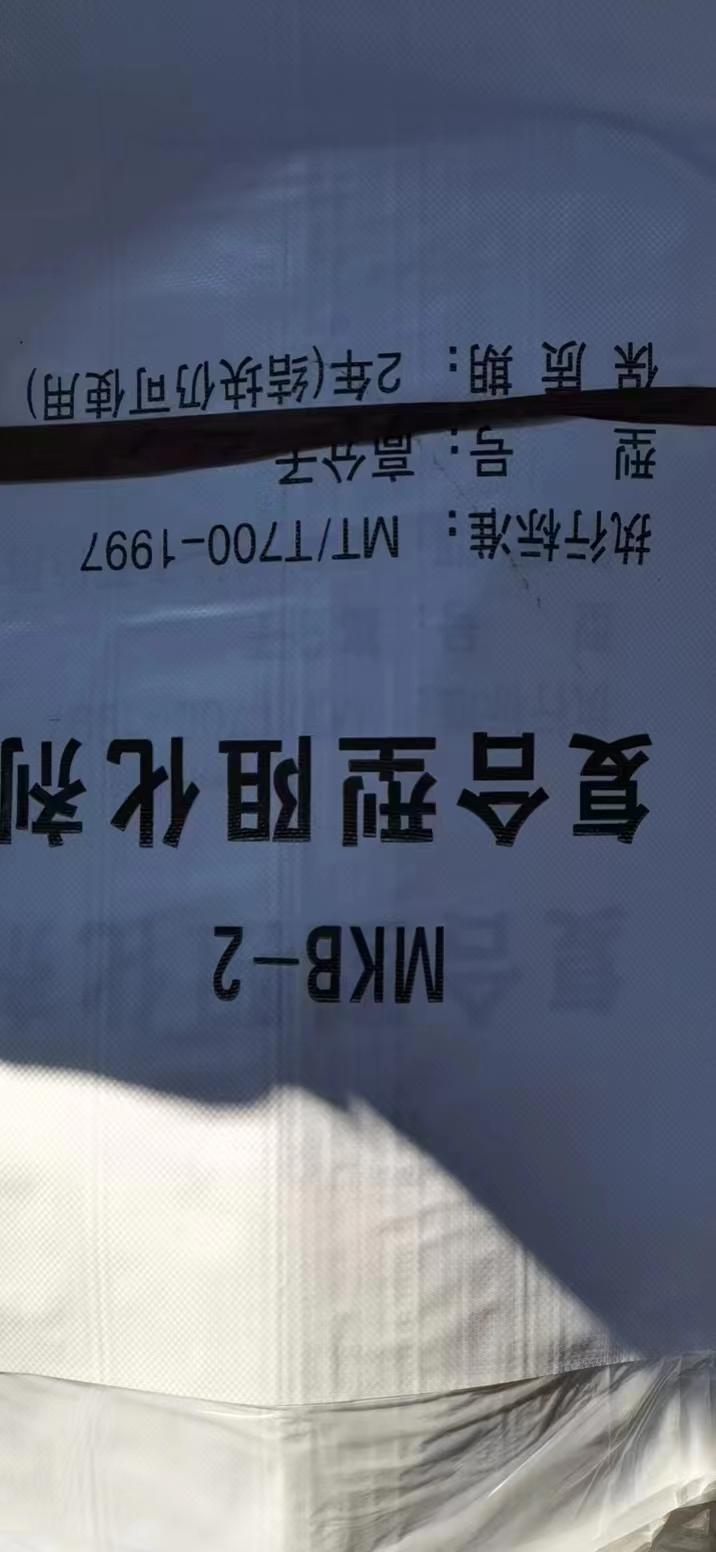 MKB-2
复合型阻化剂
执行标准：MT/T700-1997
型号：高分子
保质期：2年(结块仍可使用)